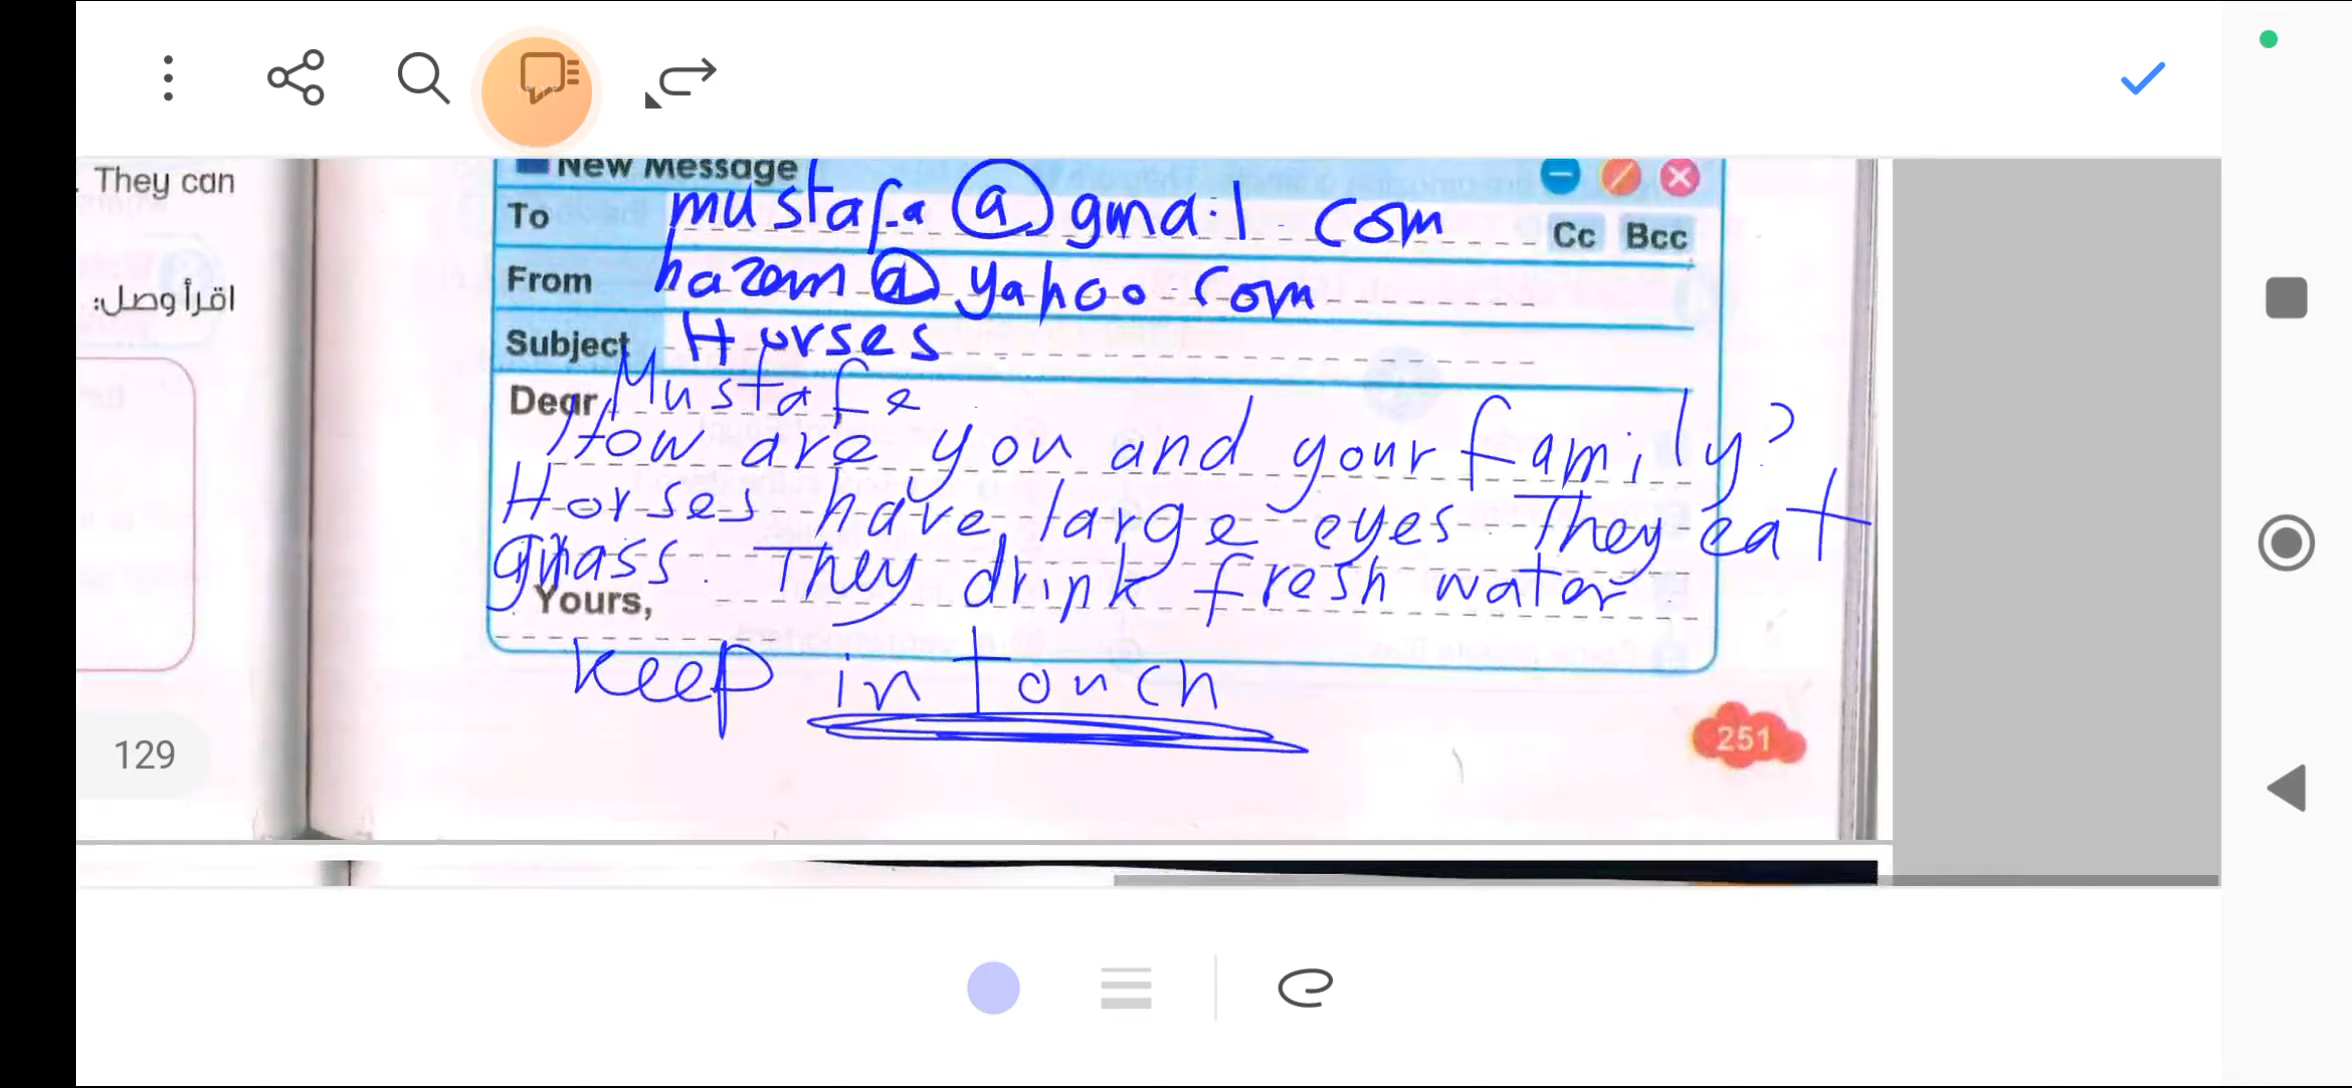 . They can
اقرأ وصل:
129
New Message
To mustafa @ gmail. com Cc Bcc
From hazem @ yahoo. com
Subject Horses
Dear Mustafa
How are you and your family?
Horses have large eyes. They eat
grass. They drink fresh water.
Yours,
Keep in touch
251